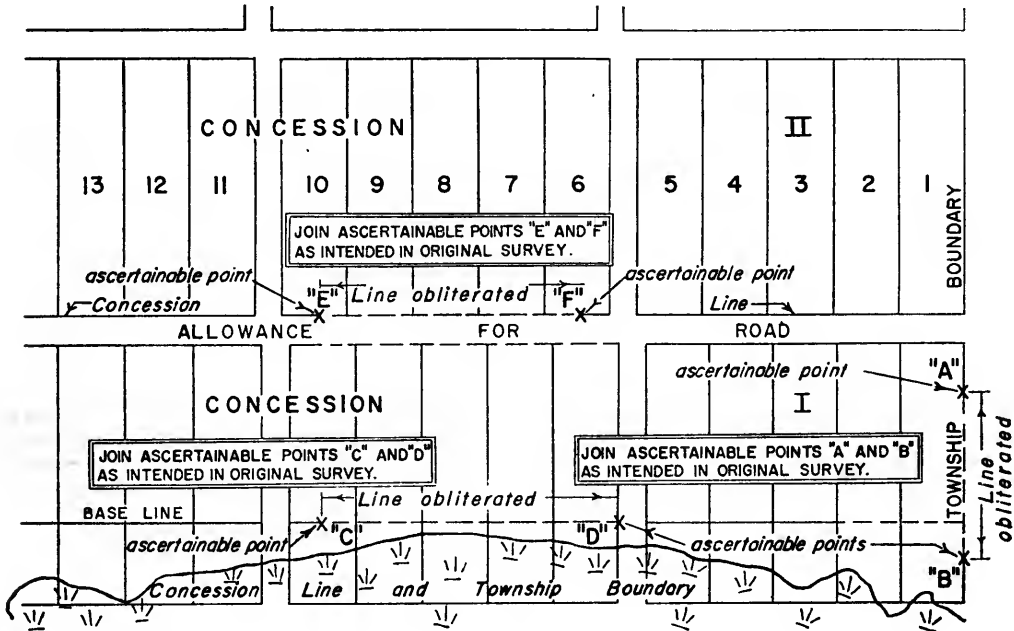 CONCESSION II
13 12 11 10 9 8 7 6 5 4 3 2 1
BOUNDARY
JOIN ASCERTAINABLE POINTS "E" AND "F"
AS INTENDED IN ORIGINAL SURVEY.
ascertainable point
ascertainable point
"E" Line obliterated "F"
Concession
Line
ALLOWANCE FOR ROAD
ascertainable point
"A"
CONCESSION I
TOWNSHIP
Line
obliterated
JOIN ASCERTAINABLE POINTS "C" AND "D"
AS INTENDED IN ORIGINAL SURVEY.
JOIN ASCERTAINABLE POINTS "A" AND "B"
AS INTENDED IN ORIGINAL SURVEY.
Line obliterated
BASE LINE
ascertainable point
"C"
"D"
ascertainable points
"B"
Concession Line and Township Boundary